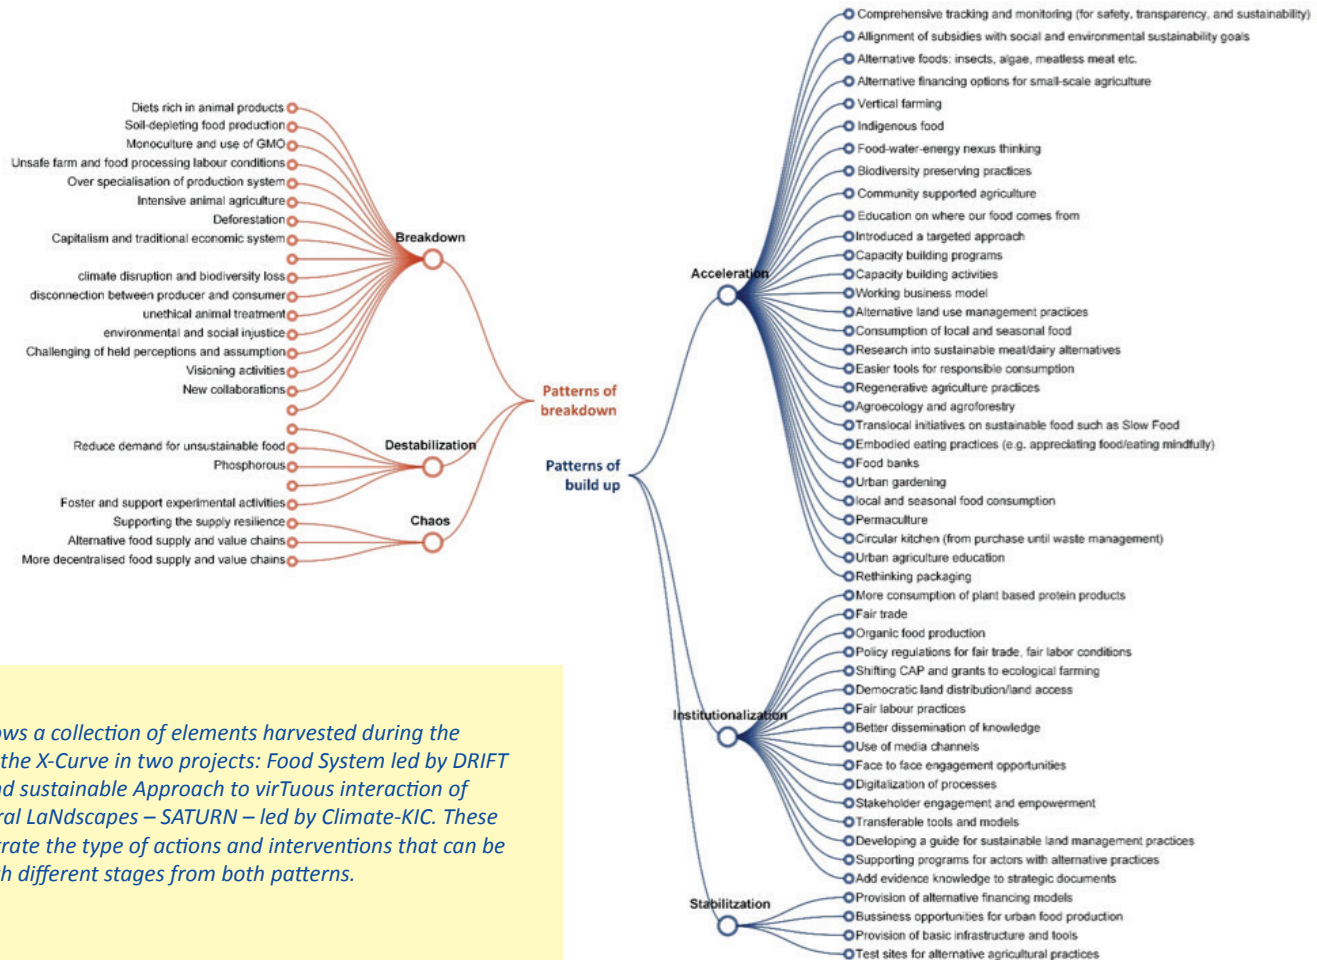 Diets rich in animal products
Soil-depleting food production
Monoculture and use of GMO
Unsafe farm and food processing labour conditions
Over specialisation of production system
Intensive animal agriculture
Deforestation
Capitalism and traditional economic system
climate disruption and biodiversity loss
disconnection between producer and consumer
unethical animal treatment
environmental and social injustice
Challenging of held perceptions and assumption
Visioning activities
New collaborations
Breakdown
Reduce demand for unsustainable food
Phosphorous
Foster and support experimental activities
Destabilization
Supporting the supply resilience
Alternative food supply and value chains
More decentralised food supply and value chains
Chaos
Patterns of
breakdown
Patterns of
build up
Acceleration
Comprehensive tracking and monitoring (for safety, transparency, and sustainability)
Allignment of subsidies with social and environmental sustainability goals
Alternative foods: insects, algae, meatless meat etc.
Alternative financing options for small-scale agriculture
Vertical farming
Indigenous food
Food-water-energy nexus thinking
Biodiversity preserving practices
Community supported agriculture
Education on where our food comes from
Introduced a targeted approach
Capacity building programs
Capacity building activities
Working business model
Alternative land use management practices
Consumption of local and seasonal food
Research into sustainable meat/dairy alternatives
Easier tools for responsible consumption
Regenerative agriculture practices
Agroecology and agroforestry
Translocal initiatives on sustainable food such as Slow Food
Embodied eating practices (e.g. appreciating food/eating mindfully)
Food banks
Urban gardening
local and seasonal food consumption
Permaculture
Circular kitchen (from purchase until waste management)
Urban agriculture education
Rethinking packaging
Institutionalization
More consumption of plant based protein products
Fair trade
Organic food production
Policy regulations for fair trade, fair labor conditions
Shifting CAP and grants to ecological farming
Democratic land distribution/land access
Fair labour practices
Better dissemination of knowledge
Use of media channels
Face to face engagement opportunities
Digitalization of processes
Stakeholder engagement and empowerment
Transferable tools and models
Developing a guide for sustainable land management practices
Supporting programs for actors with alternative practices
Add evidence knowledge to strategic documents
Stabilitzation
Provision of alternative financing models
Bussiness opportunities for urban food production
Provision of basic infrastructure and tools
Test sites for alternative agricultural practices
ows a collection of elements harvested during the
the X-Curve in two projects: Food System led by DRIFT
nd sustainable Approach to virTuous interaction of
ral LaNdscapes – SATURN – led by Climate-KIC. These
trate the type of actions and interventions that can be
th different stages from both patterns.